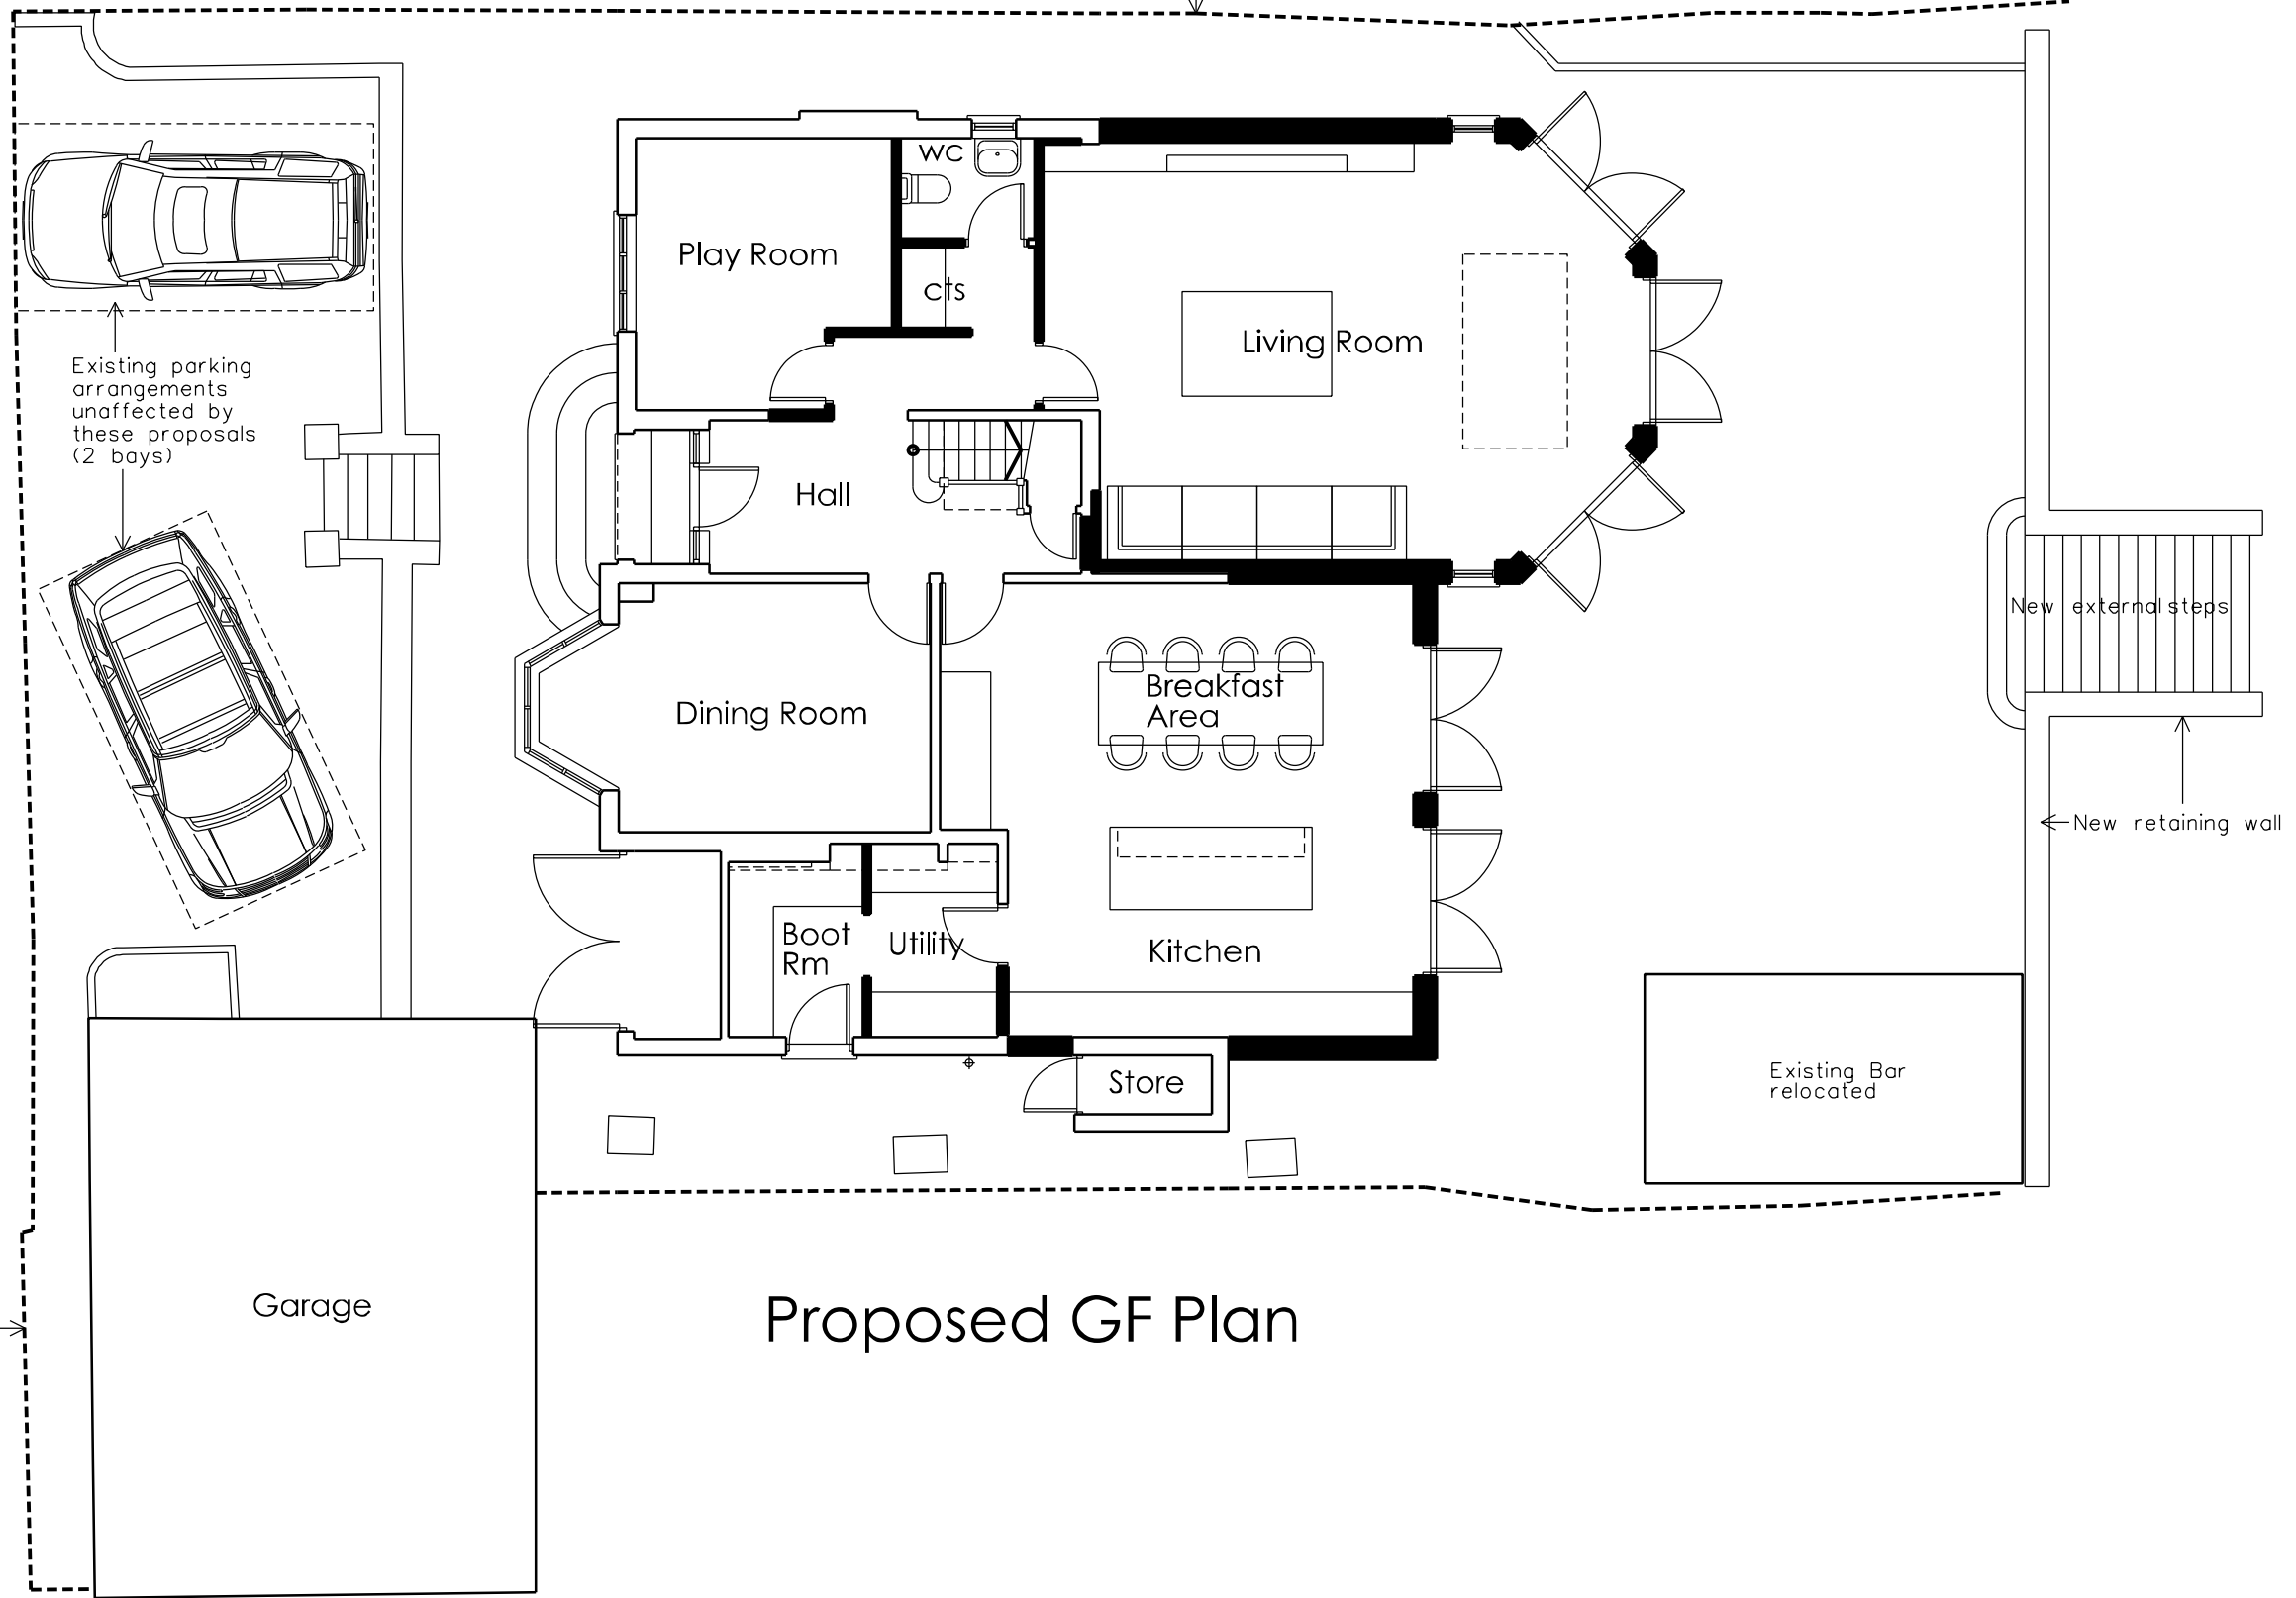 WC
Play Room
cts
Living Room
Existing parking
arrangements
unaffected by
these proposals
(2 bays)
Hall
New external steps
Breakfast
Area
Dining Room
New retaining wall
Boot
Rm
Utility
Kitchen
Store
Existing Bar
relocated
Garage
Proposed GF Plan